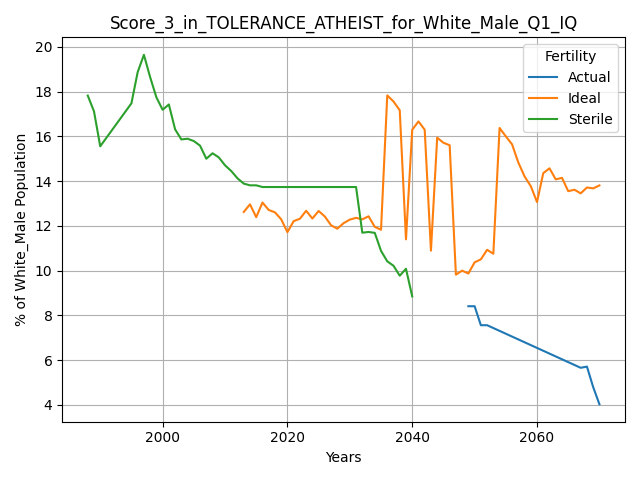 Score_3_in_TOLERANCE_ATHEIST_for_White_Male_Q1_IQ
% of White_Male Population
20
18
16
14
12
10
8
6
4
Fertility
Actual
Ideal
Sterile
2000
2020
2040
2060
Years